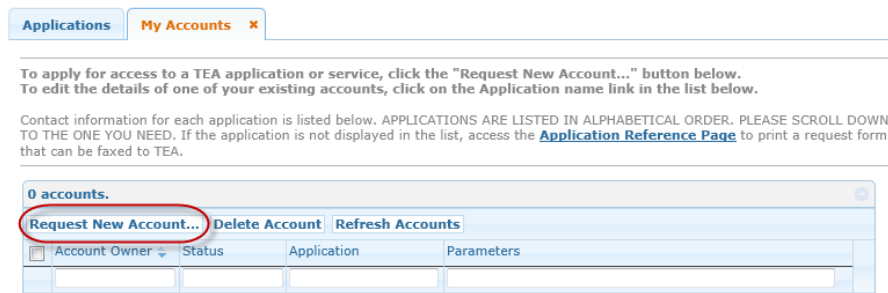 Applications My Accounts ×
To apply for access to a TEA application or service, click the "Request New Account..." button below.
To edit the details of one of your existing accounts, click on the Application name link in the list below.
Contact information for each application is listed below. APPLICATIONS ARE LISTED IN ALPHABETICAL ORDER. PLEASE SCROLL DOWN
TO THE ONE YOU NEED. If the application is not displayed in the list, access the Application Reference Page to print a request form
that can be faxed to TEA.
0 accounts.
Request New Account... Delete Account Refresh Accounts
Account Owner Status Application Parameters